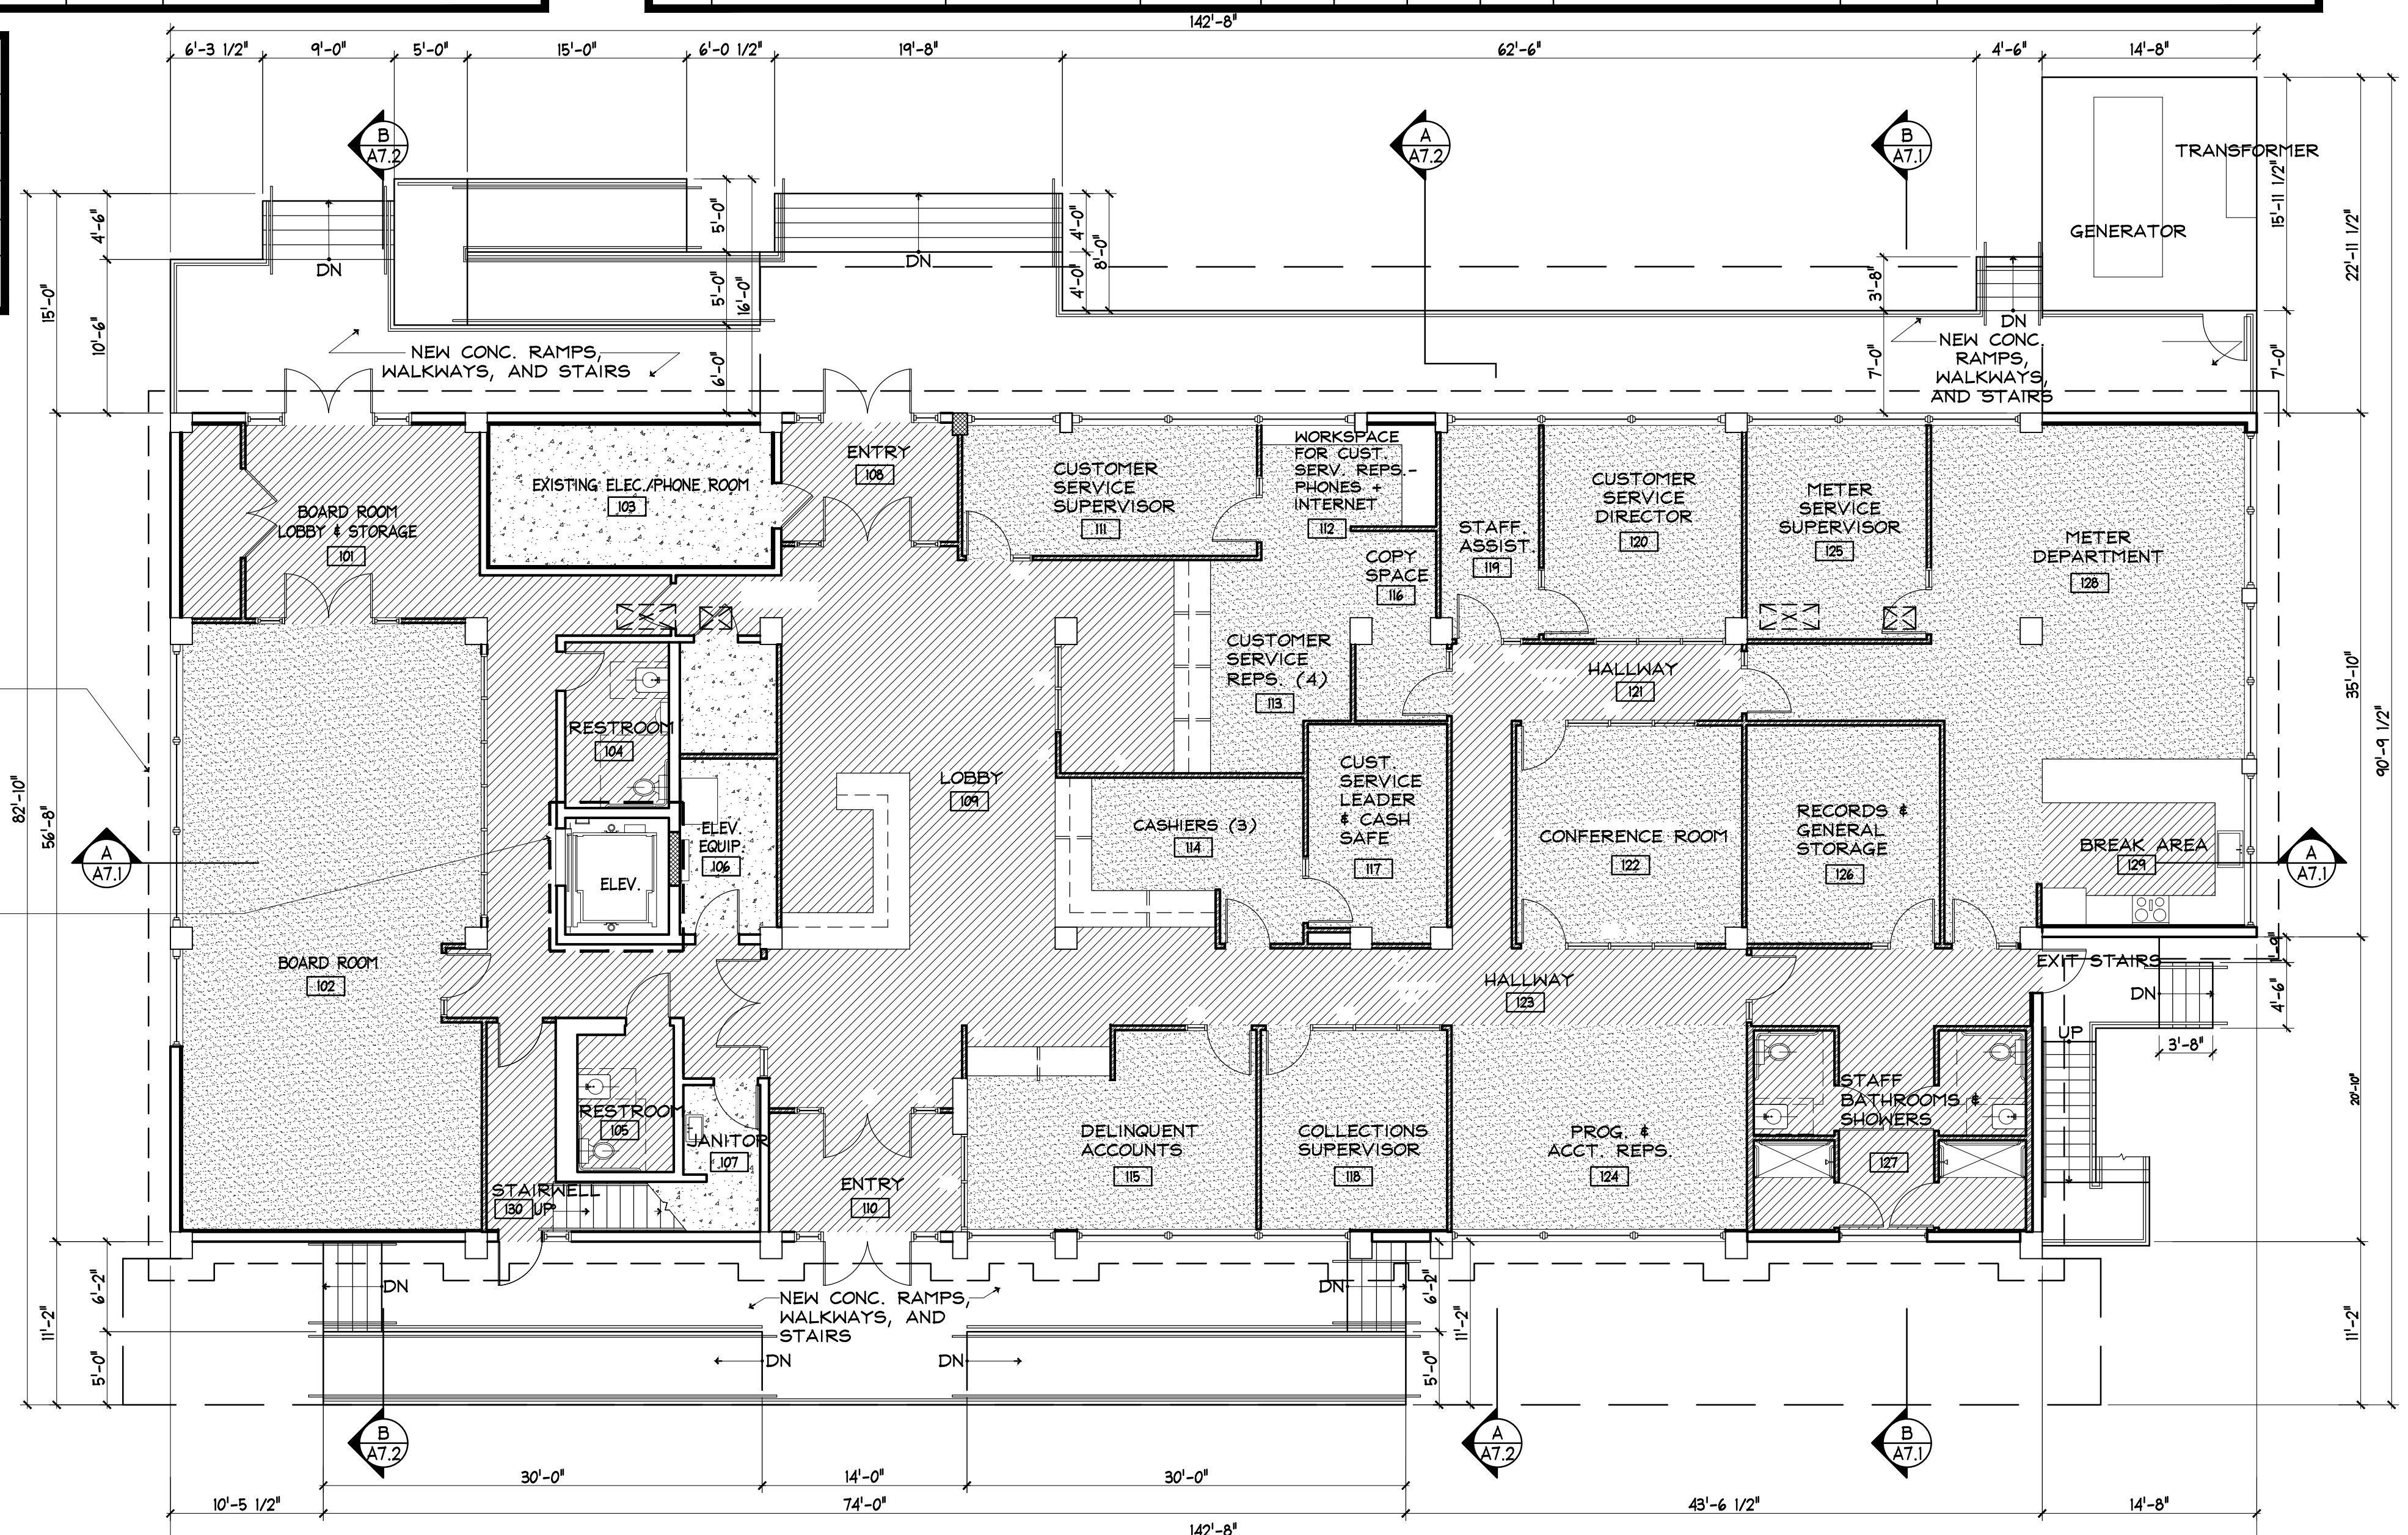 142'-8"
6'-3 1/2"
9'-0"
5'-0"
15'-0"
6'-0 1/2"
19'-8"
62'-6"
4'-6"
14'-8"
B
A7.2
A
A7.2
B
A7.1
TRANSFORMER
GENERATOR
15'-11 1/2"
22'-11 1/2"
4'-6"
15'-0"
10'-6"
DN
5'-0"
5'-0"
16'-0"
6'-0"
DN
4'-0"
4'-0"
8'-0"
3'-8"
7'-0"
DN
7'-0"
NEW CONC. RAMPS,
WALKWAYS, AND STAIRS
NEW CONC.
RAMPS,
WALKWAYS,
AND STAIRS
BOARD ROOM
LOBBY & STORAGE
101
EXISTING ELEC./PHONE ROOM
103
ENTRY
108
CUSTOMER
SERVICE
SUPERVISOR
111
WORKSPACE
FOR CUST.
SERV. REPS.-
PHONES +
INTERNET
112
COPY
SPACE
116
STAFF
ASSIST.
119
CUSTOMER
SERVICE
DIRECTOR
120
METER
SERVICE
SUPERVISOR
125
METER
DEPARTMENT
128
CUSTOMER
SERVICE
REPS. (4)
113
HALLWAY
121
RESTROOM
104
LOBBY
109
ELEV.
EQUIP.
106
ELEV.
CASHIERS (3)
114
CUST.
SERVICE
LEADER
& CASH
SAFE
117
CONFERENCE ROOM
122
RECORDS &
GENERAL
STORAGE
126
BREAK AREA
129
35'-10"
90'-9 1/2"
82'-10"
56'-8"
A
A7.1
A
A7.1
BOARD ROOM
102
HALLWAY
123
EXIT STAIRS
DN
4'-6"
3'-8"
UP
20'-10"
RESTROOM
105
JANITOR
107
STAIRWELL
130
UP
ENTRY
110
DELINQUENT
ACCOUNTS
115
COLLECTIONS
SUPERVISOR
118
PROG. &
ACCT. REPS.
124
STAFF
BATHROOMS &
SHOWERS
127
6'-2"
11'-2"
5'-0"
DN
NEW CONC. RAMPS,
WALKWAYS, AND
STAIRS
DN
DN
DN
6'-2"
11'-2"
5'-0"
11'-2"
B
A7.2
A
A7.2
B
A7.1
30'-0"
14'-0"
30'-0"
10'-5 1/2"
74'-0"
43'-6 1/2"
14'-8"
142'-8"